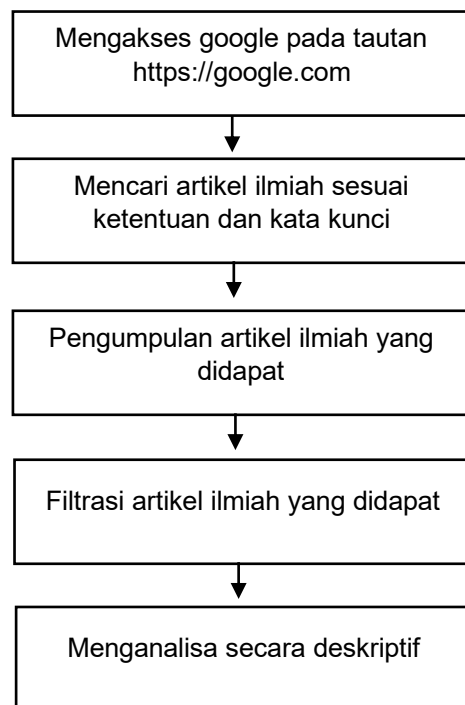 Mengakses google pada tautan
https://google.com
Mencari artikel ilmiah sesuai
ketentuan dan kata kunci
Pengumpulan artikel ilmiah yang
didapat
Filtrasi artikel ilmiah yang didapat
Menganalisa secara deskriptif